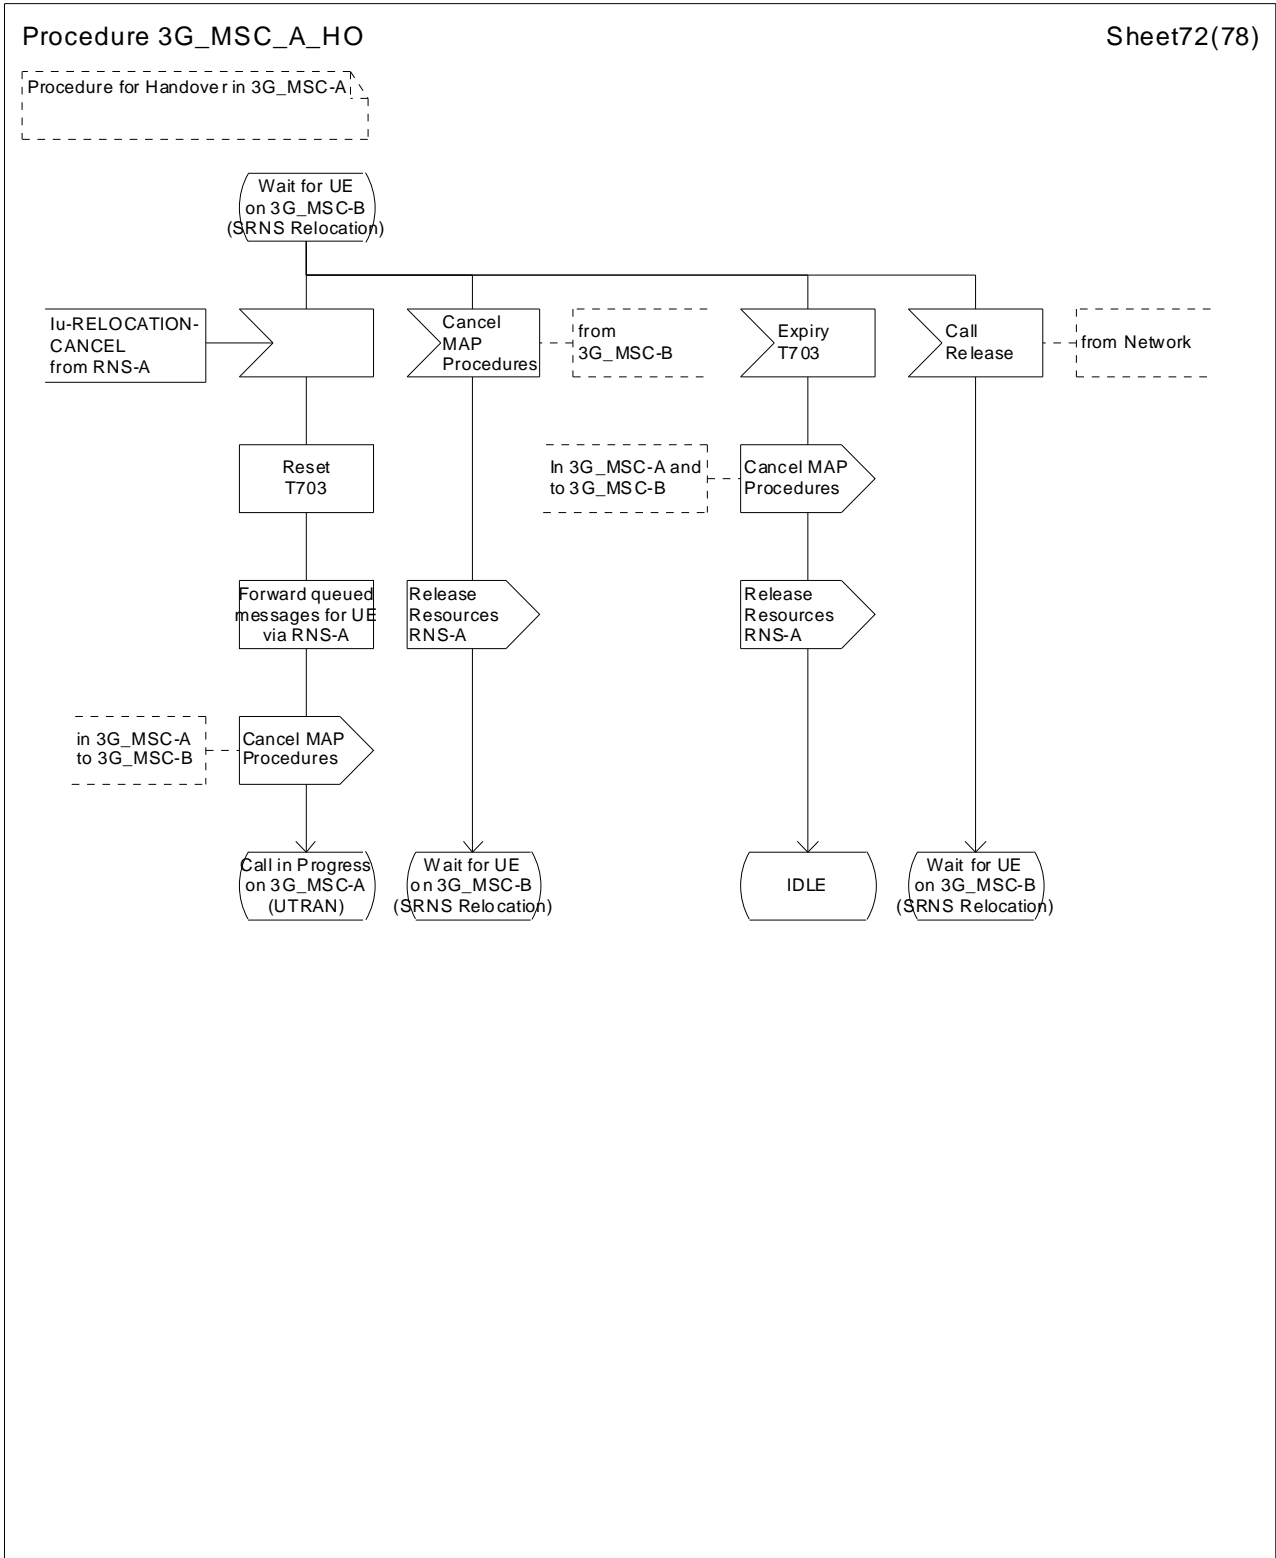 Procedure 3G_MSC_A_HO
Sheet72(78)
Procedure for Handover in 3G_MSC-A
Wait for UE
on 3G_MSC-B
(SRNS Relocation)
Iu-RELOCATION-
CANCEL
from RNS-A
Cancel
MAP
Procedures
from
3G_MSC-B
Expiry
T703
Call
Release
from Network
Reset
T703
In 3G_MSC-A and
to 3G_MSC-B
Cancel MAP
Procedures
Forward queued
messages for UE
via RNS-A
Release
Resources
RNS-A
Release
Resources
RNS-A
in 3G_MSC-A
to 3G_MSC-B
Cancel MAP
Procedures
Call in Progress
on 3G_MSC-A
(UTRAN)
Wait for UE
on 3G_MSC-B
(SRNS Relocation)
IDLE
Wait for UE
on 3G_MSC-B
(SRNS Relocation)